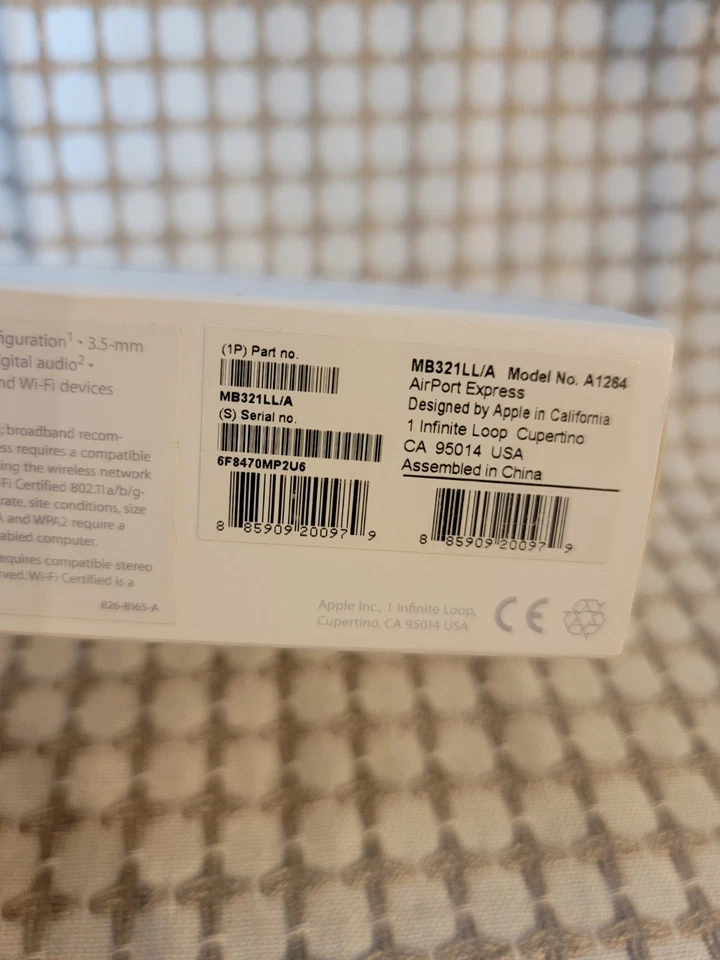 figuration¹ • 3.5-mm
igital audio² •
nd Wi-Fi devices
; broadband recom-
ss requires a compatible
ing the wireless network
-Fi Certified 802.11a/b/g-
rate, site conditions, size
A and WPA2 require a
abled computer.
equires compatible stereo
rved. Wi-Fi Certified is a
826-8165-A
(1P) Part no.
MB321LL/A
(S) Serial no.
6F8470MP2U6
8 85909 20097 9
MB321LL/A Model No. A1264
AirPort Express
Designed by Apple in California
1 Infinite Loop Cupertino
CA 95014 USA
Assembled in China
8 85909 20097 9
Apple Inc., 1 Infinite Loop,
Cupertino, CA 95014 USA
CE